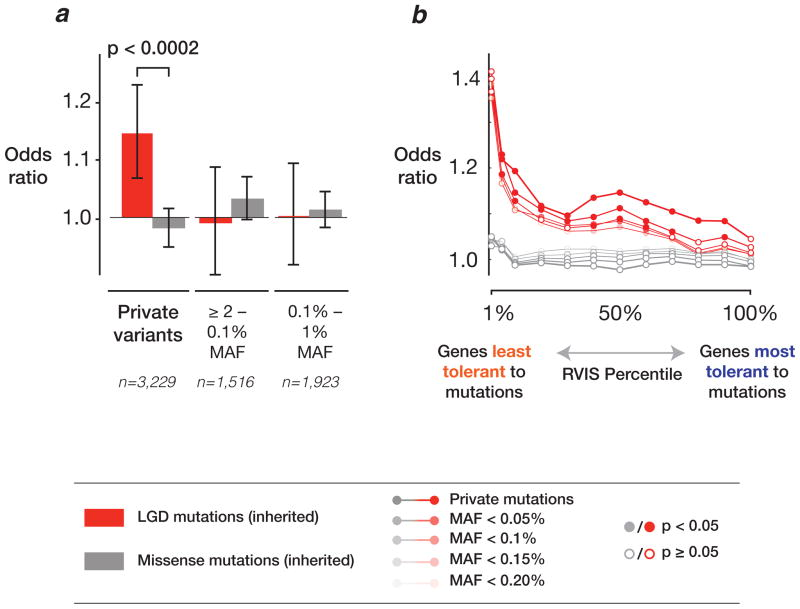 a
p < 0.0002
1.2
1.1
1.0
Odds
ratio
Private
variants
n=3,229
≥ 2 –
0.1%
MAF
n=1,516
0.1% –
1%
MAF
n=1,923
b
1.4
1.2
1.0
Odds
ratio
1%
50%
100%
Genes least
tolerant to
mutations
RVIS Percentile
Genes most
tolerant to
mutations
LGD mutations (inherited)
Missense mutations (inherited)
Private mutations
MAF < 0.05%
MAF < 0.1%
MAF < 0.15%
MAF < 0.20%
/ p < 0.05
/ p ≥ 0.05